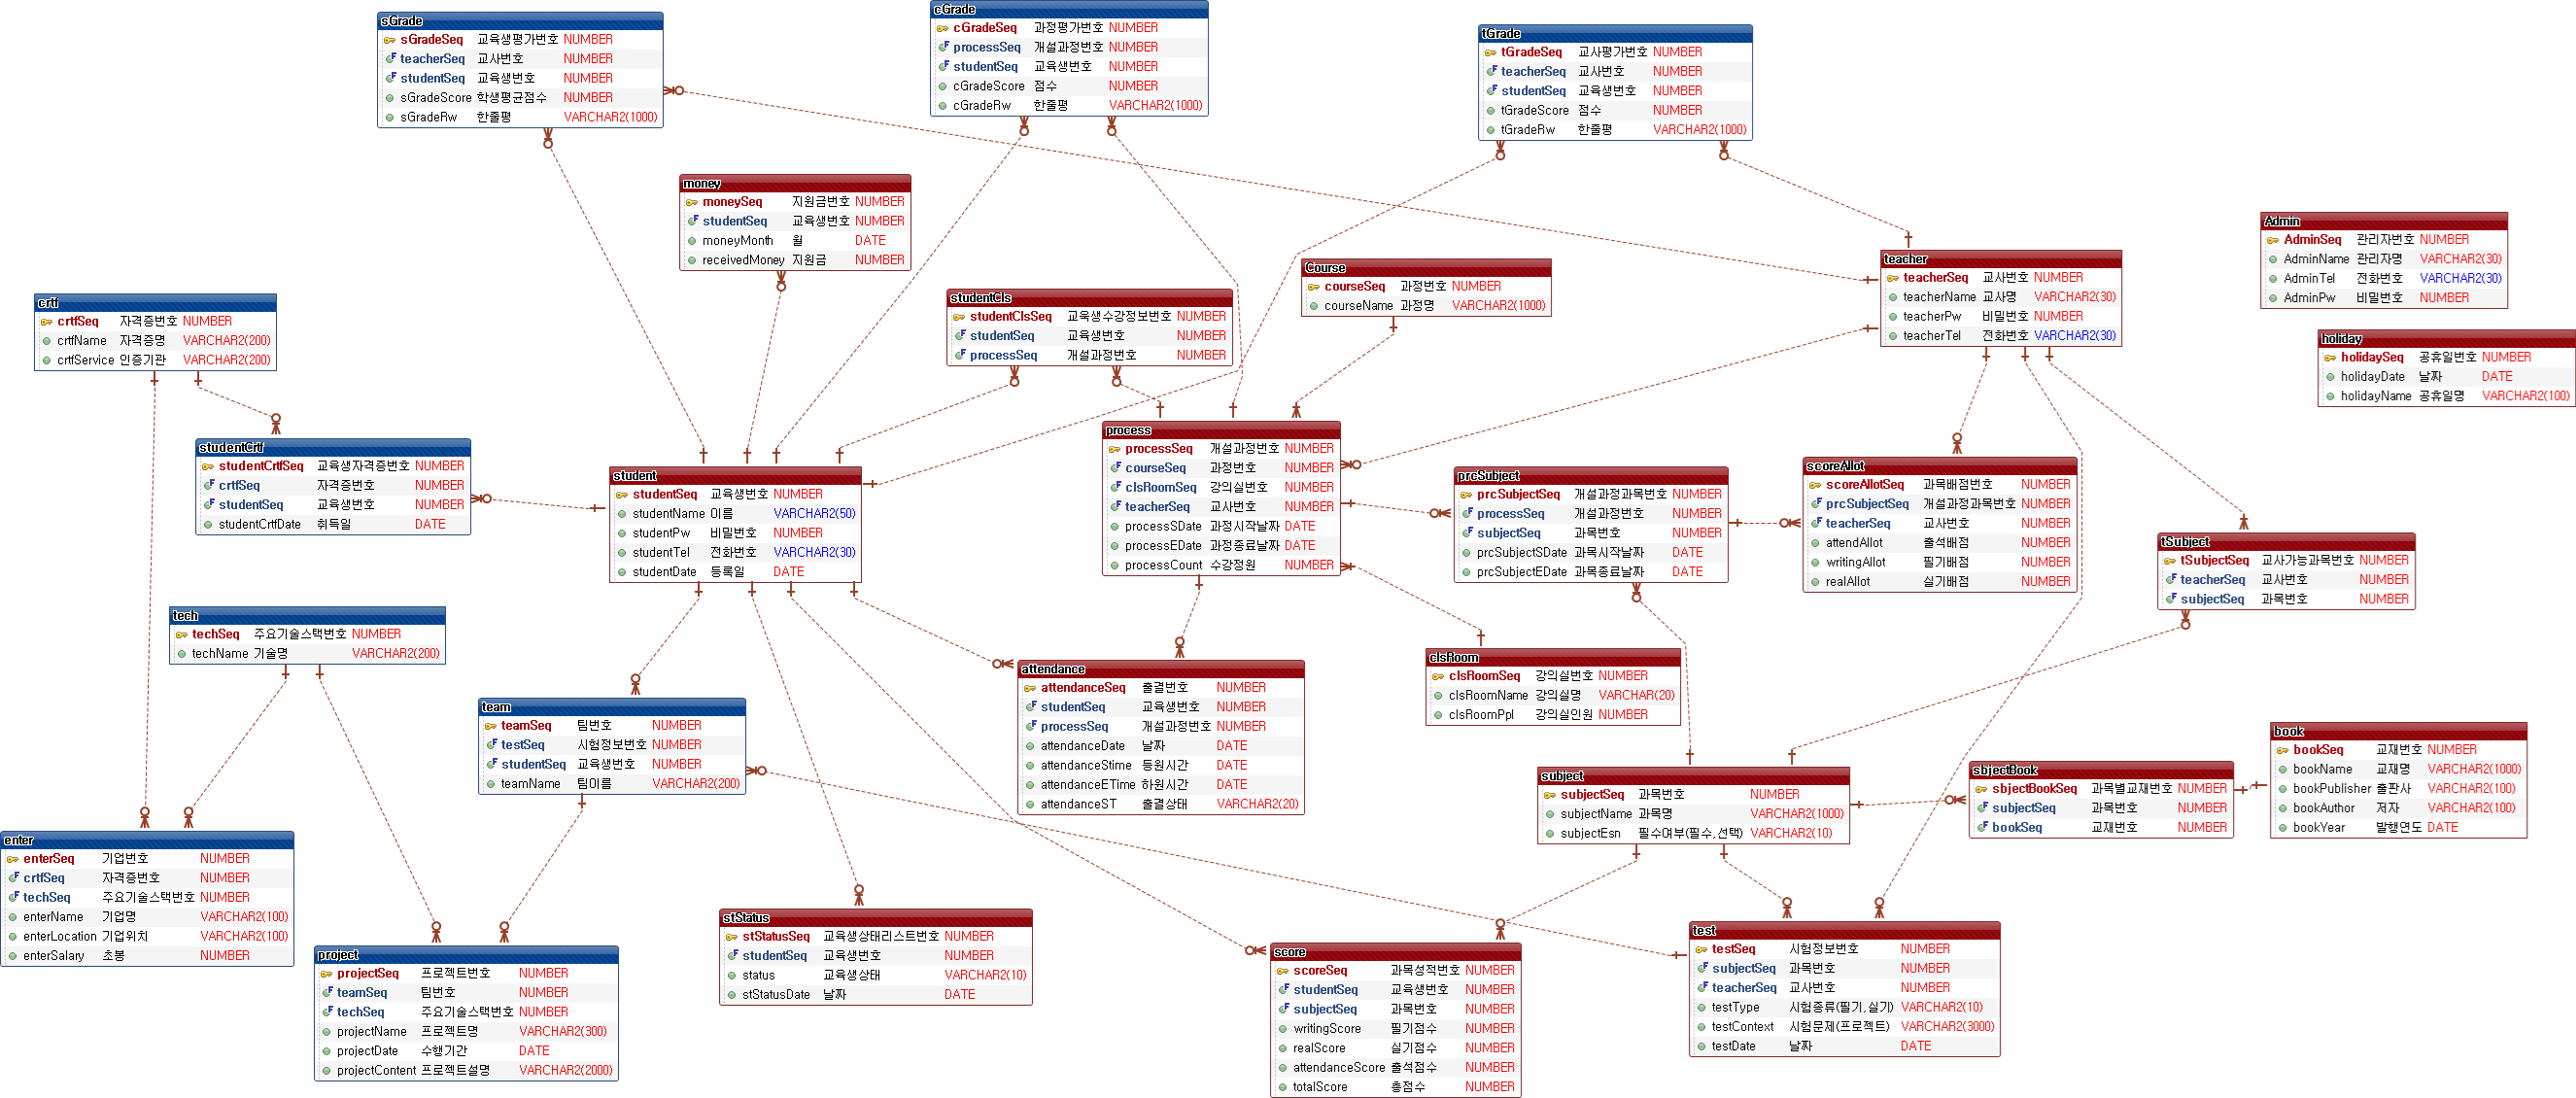 sGrade
sGradeSeq 교육생평가번호 NUMBER
teacherSeq 교사번호 NUMBER
studentSeq 교육생번호 NUMBER
sGradeScore 학생평균점수 NUMBER
sGradeRw 한줄평 VARCHAR2(1000)
cGrade
cGradeSeq 과정평가번호 NUMBER
processSeq 개설과정번호 NUMBER
studentSeq 교육생번호 NUMBER
cGradeScore 점수 NUMBER
cGradeRw 한줄평 VARCHAR2(1000)
tGrade
tGradeSeq 교사평가번호 NUMBER
teacherSeq 교사번호 NUMBER
studentSeq 교육생번호 NUMBER
tGradeScore 점수 NUMBER
tGradeRw 한줄평 VARCHAR2(1000)
money
moneySeq 지원금번호 NUMBER
studentSeq 교육생번호 NUMBER
moneyMonth 월 DATE
receivedMoney 지원금 NUMBER
Admin
AdminSeq 관리자번호 NUMBER
AdminName 관리자명 VARCHAR2(30)
AdminTel 전화번호 VARCHAR2(30)
AdminPw 비밀번호 NUMBER
teacher
teacherSeq 교사번호 NUMBER
teacherName 교사명 VARCHAR2(30)
teacherPw 비밀번호 NUMBER
teacherTel 전화번호 VARCHAR2(30)
Course
courseSeq 과정번호 NUMBER
courseName 과정명 VARCHAR2(1000)
studentCls
studentClsSeq 교육생수강정보번호 NUMBER
studentSeq 교육생번호 NUMBER
processSeq 개설과정번호 NUMBER
crtf
crtfSeq 자격증번호 NUMBER
crtfName 자격증명 VARCHAR2(200)
crtfService 인증기관 VARCHAR2(200)
holiday
holidaySeq 공휴일번호 NUMBER
holidayDate 날짜 DATE
holidayName 공휴일명 VARCHAR2(100)
studentCrtf
studentCrtfSeq 교육생자격증번호 NUMBER
crtfSeq 자격증번호 NUMBER
studentSeq 교육생번호 NUMBER
studentCrtfDate 취득일 DATE
student
studentSeq 교육생번호 NUMBER
studentName 이름 VARCHAR2(50)
studentPw 비밀번호 NUMBER
studentTel 전화번호 VARCHAR2(30)
studentDate 등록일 DATE
process
processSeq 개설과정번호 NUMBER
courseSeq 과정번호 NUMBER
clsRoomSeq 강의실번호 NUMBER
teacherSeq 교사번호 NUMBER
processSDate 과정시작날짜 DATE
processEDate 과정종료날짜 DATE
processCount 수강정원 NUMBER
prcSubject
prcSubjectSeq 개설과정과목번호 NUMBER
processSeq 개설과정번호 NUMBER
subjectSeq 과목번호 NUMBER
prcSubjectSDate 과목시작날짜 DATE
prcSubjectEDate 과목종료날짜 DATE
scoreAllot
scoreAllotSeq 과목배점번호 NUMBER
prcSubjectSeq 개설과정과목번호 NUMBER
teacherSeq 교사번호 NUMBER
attendAllot 출석배점 NUMBER
writingAllot 필기배점 NUMBER
realAllot 실기배점 NUMBER
tSubject
tSubjectSeq 교사가능과목번호 NUMBER
teacherSeq 교사번호 NUMBER
subjectSeq 과목번호 NUMBER
tech
techSeq 주요기술스택번호 NUMBER
techName 기술명 VARCHAR2(200)
team
teamSeq 팀번호 NUMBER
testSeq 시험정보번호 NUMBER
studentSeq 교육생번호 NUMBER
teamName 팀이름 VARCHAR2(200)
attendance
attendanceSeq 출결번호 NUMBER
studentSeq 교육생번호 NUMBER
processSeq 개설과정번호 NUMBER
attendanceDate 날짜 DATE
attendanceStime 등원시간 DATE
attendanceETime 하원시간 DATE
attendanceST 출결상태 VARCHAR2(20)
clsRoom
clsRoomSeq 강의실번호 NUMBER
clsRoomName 강의실명 VARCHAR(20)
clsRoomPpl 강의실인원 NUMBER
subject
subjectSeq 과목번호 NUMBER
subjectName 과목명 VARCHAR2(1000)
subjectEsn 필수여부(필수,선택) VARCHAR2(10)
sbjectBook
sbjectBookSeq 과목별교재번호 NUMBER
subjectSeq 과목번호 NUMBER
bookSeq 교재번호 NUMBER
book
bookSeq 교재번호 NUMBER
bookName 교재명 VARCHAR2(1000)
bookPublisher 출판사 VARCHAR2(100)
bookAuthor 저자 VARCHAR2(100)
bookYear 발행연도 DATE
enter
enterSeq 기업번호 NUMBER
crtfSeq 자격증번호 NUMBER
techSeq 주요기술스택번호 NUMBER
enterName 기업명 VARCHAR2(100)
enterLocation 기업위치 VARCHAR2(100)
enterSalary 초봉 NUMBER
project
projectSeq 프로젝트번호 NUMBER
teamSeq 팀번호 NUMBER
techSeq 주요기술스택번호 NUMBER
projectName 프로젝트명 VARCHAR2(300)
projectDate 수행기간 DATE
projectContent 프로젝트설명 VARCHAR2(2000)
stStatus
stStatusSeq 교육생상태리스트번호 NUMBER
studentSeq 교육생번호 NUMBER
status 교육생상태 VARCHAR2(10)
stStatusDate 날짜 DATE
score
scoreSeq 과목성적번호 NUMBER
studentSeq 교육생번호 NUMBER
subjectSeq 과목번호 NUMBER
writingScore 필기점수 NUMBER
realScore 실기점수 NUMBER
attendanceScore 출석점수 NUMBER
totalScore 총점수 NUMBER
test
testSeq 시험정보번호 NUMBER
subjectSeq 과목번호 NUMBER
teacherSeq 교사번호 NUMBER
testType 시험종류(필기,실기) VARCHAR2(10)
testContext 시험문제(프로젝트) VARCHAR2(3000)
testDate 날짜 DATE